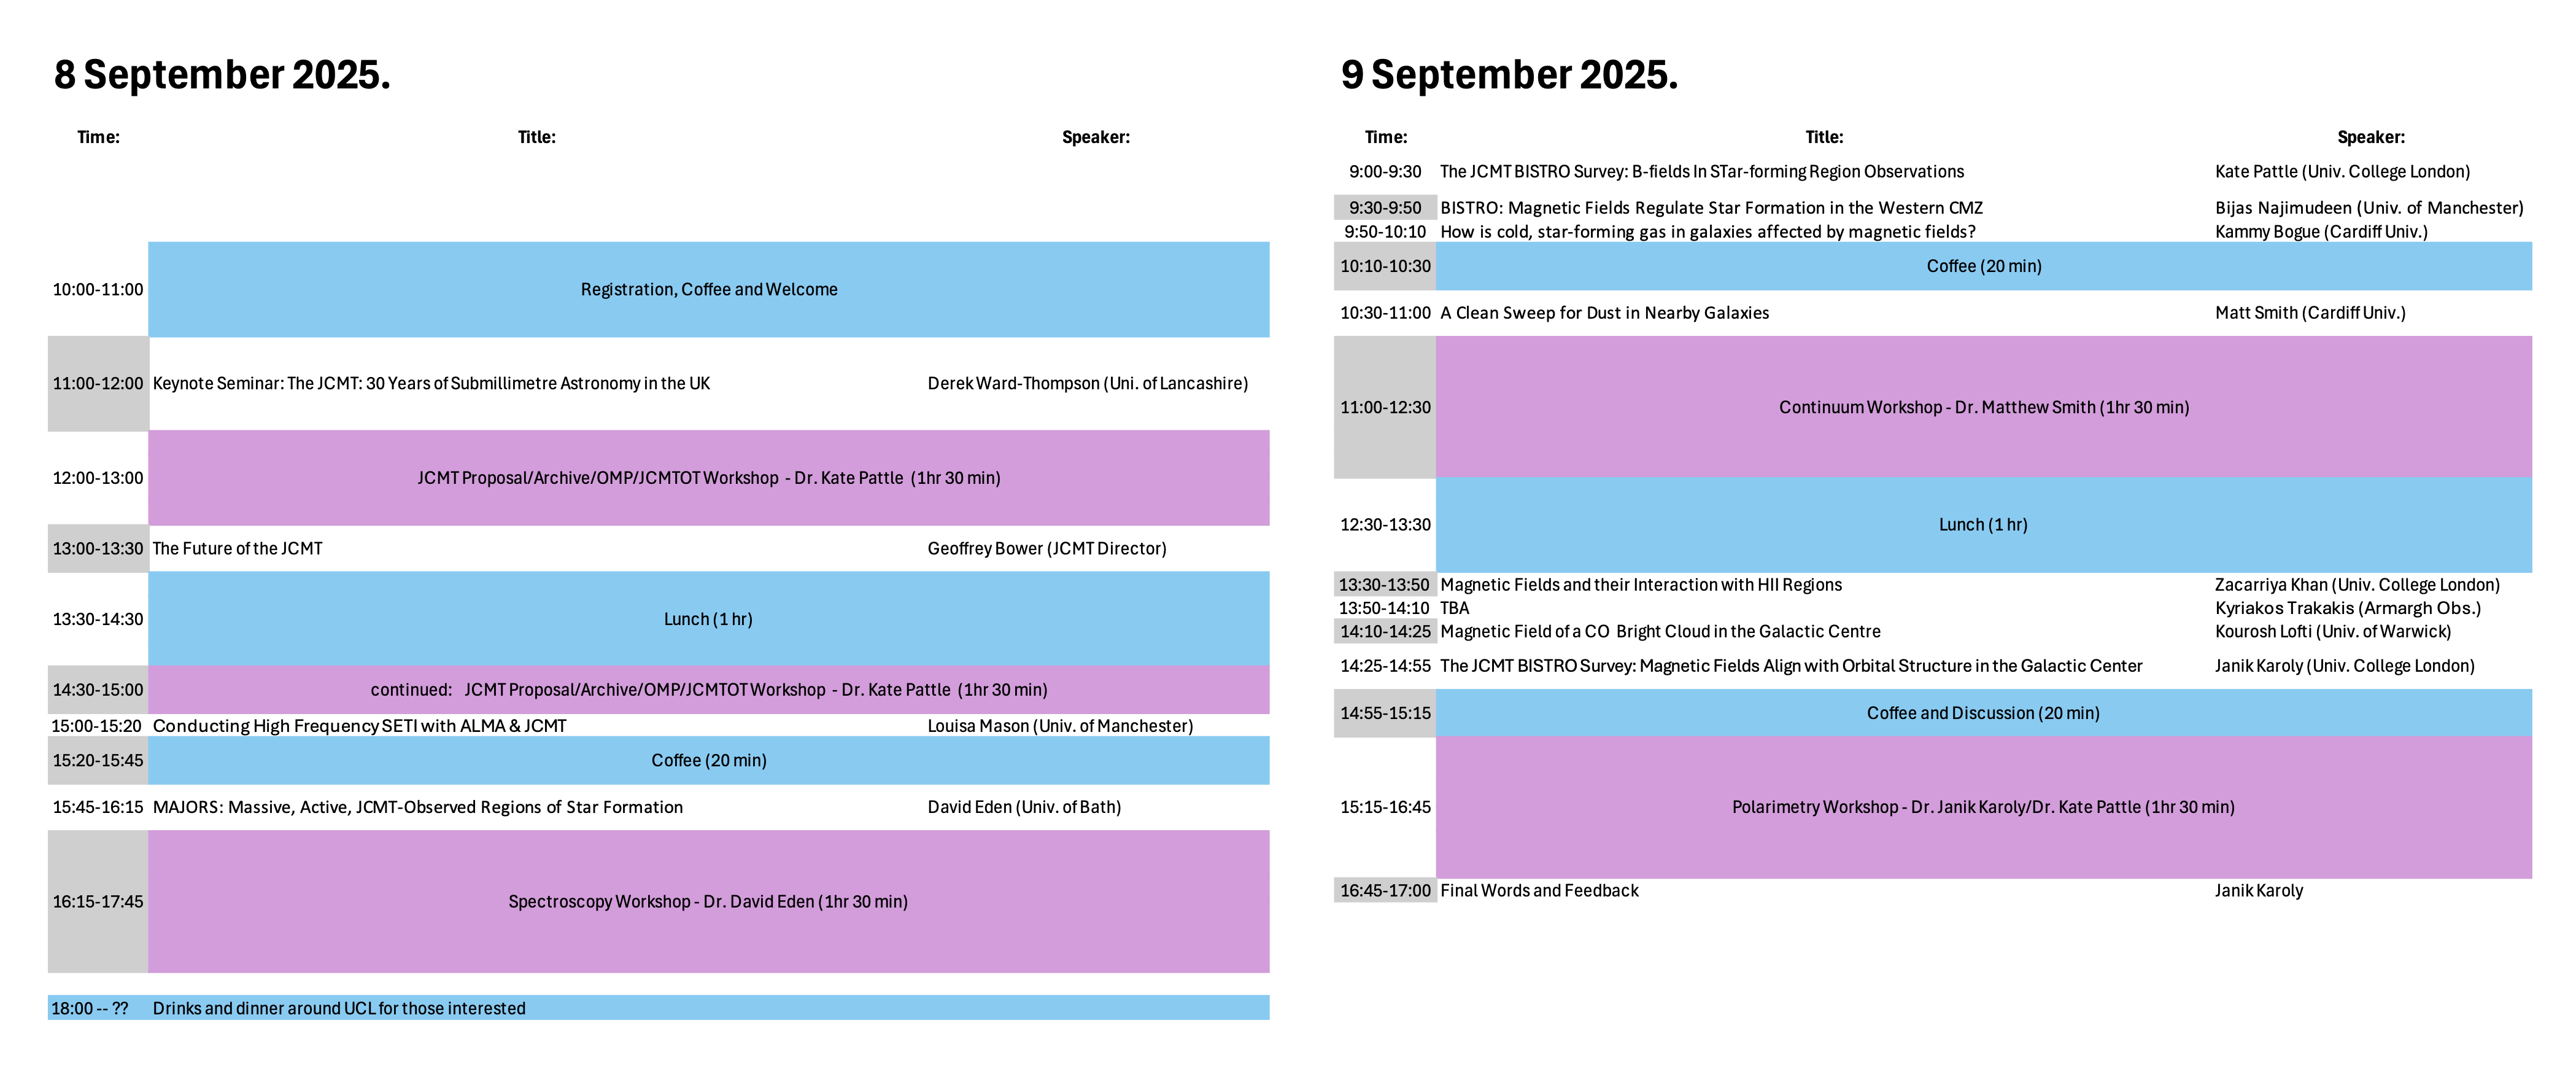 8 September 2025.
Time: Title: Speaker:
10:00-11:00 Registration, Coffee and Welcome
11:00-12:00 Keynote Seminar: The JCMT: 30 Years of Submillimetre Astronomy in the UK Derek Ward-Thompson (Uni. of Lancashire)
12:00-13:00 JCMT Proposal/Archive/OMP/JCMTOT Workshop - Dr. Kate Pattle (1hr 30 min)
13:00-13:30 The Future of the JCMT Geoffrey Bower (JCMT Director)
13:30-14:30 Lunch (1 hr)
14:30-15:00 continued: JCMT Proposal/Archive/OMP/JCMTOT Workshop - Dr. Kate Pattle (1hr 30 min)
15:00-15:20 Conducting High Frequency SETI with ALMA & JCMT Louisa Mason (Univ. of Manchester)
15:20-15:45 Coffee (20 min)
15:45-16:15 MAJORS: Massive, Active, JCMT-Observed Regions of Star Formation David Eden (Univ. of Bath)
16:15-17:45 Spectroscopy Workshop - Dr. David Eden (1hr 30 min)
18:00 -- ?? Drinks and dinner around UCL for those interested
9 September 2025.
Time: Title: Speaker:
9:00-9:30 The JCMT BISTRO Survey: B-fields In STar-forming Region Observations Kate Pattle (Univ. College London)
9:30-9:50 BISTRO: Magnetic Fields Regulate Star Formation in the Western CMZ Bijas Najimudeen (Univ. of Manchester)
9:50-10:10 How is cold, star-forming gas in galaxies affected by magnetic fields? Kammy Bogue (Cardiff Univ.)
10:10-10:30 Coffee (20 min)
10:30-11:00 A Clean Sweep for Dust in Nearby Galaxies Matt Smith (Cardiff Univ.)
11:00-12:30 Continuum Workshop - Dr. Matthew Smith (1hr 30 min)
12:30-13:30 Lunch (1 hr)
13:30-13:50 Magnetic Fields and their Interaction with HII Regions Zacarriya Khan (Univ. College London)
13:50-14:10 TBA Kyriakos Trakakis (Armargh Obs.)
14:10-14:25 Magnetic Field of a CO Bright Cloud in the Galactic Centre Kourosh Lofti (Univ. of Warwick)
14:25-14:55 The JCMT BISTRO Survey: Magnetic Fields Align with Orbital Structure in the Galactic Center Janik Karoly (Univ. College London)
14:55-15:15 Coffee and Discussion (20 min)
15:15-16:45 Polarimetry Workshop - Dr. Janik Karoly/Dr. Kate Pattle (1hr 30 min)
16:45-17:00 Final Words and Feedback Janik Karoly